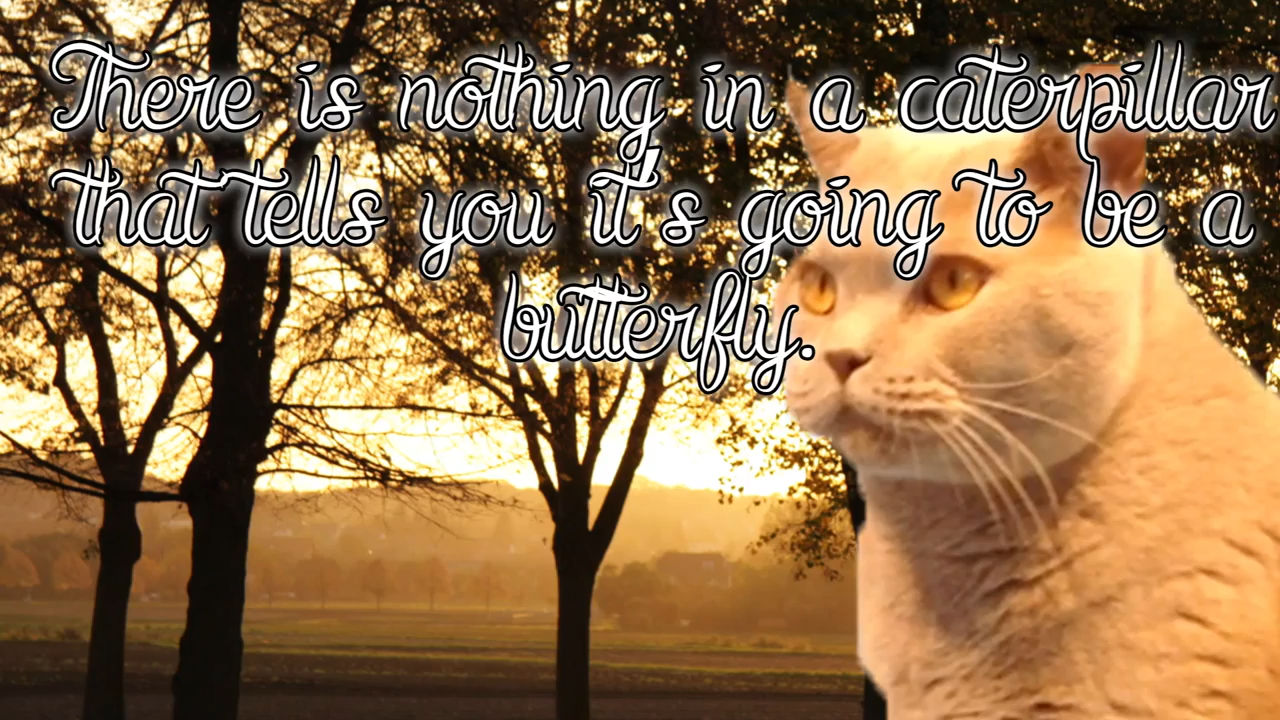 There is nothing in a caterpillar
that tells you it's going to be a
butterfly.